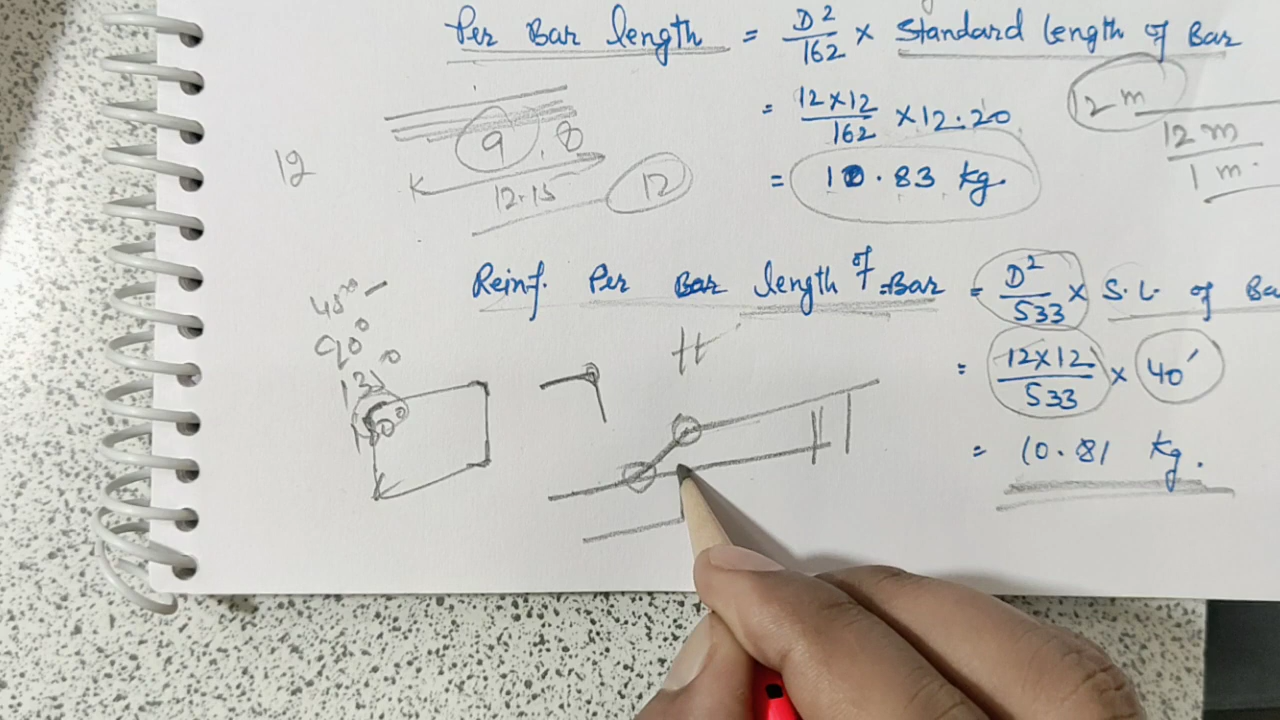 Per Bar length = D²/162 × Standard length of Bar
= 12×12/162 × 12.20
12 m
12 m/1 m.
9.8
12.15
12
= 10.83 kg.
12
Reinf. Per Bar length of Bar = D²/533 × S.L. of Ba
45°
90°
= 12×12/533 × 40'
= 10.81 kg.